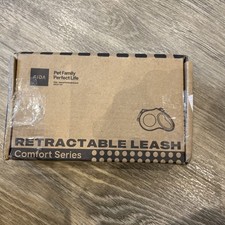 Pet Family
Perfect Life
RETRACTABLE LEASH
Comfort Series